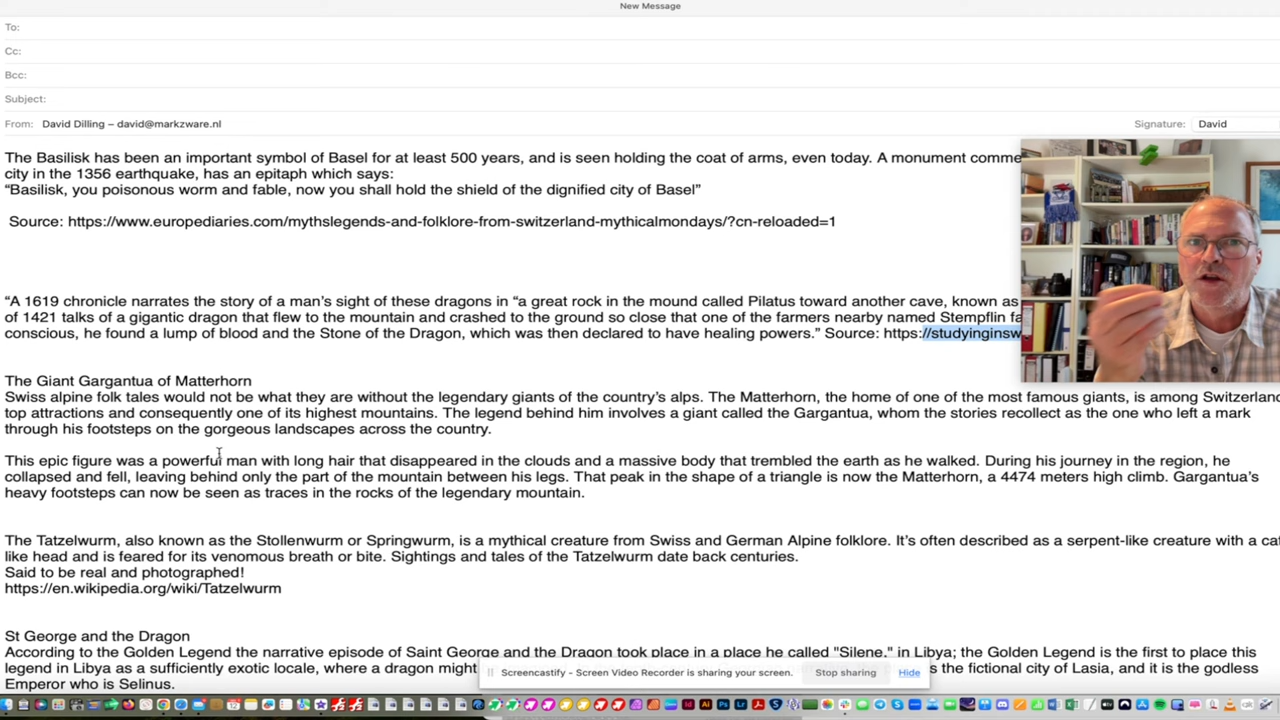 New Message
To:
Cc:
Bcc:
Subject:
From: David Dilling – david@markzware.nl
Signature: David
The Basilisk has been an important symbol of Basel for at least 500 years, and is seen holding the coat of arms, even today. A monument comme
city in the 1356 earthquake, has an epitaph which says:
“Basilisk, you poisonous worm and fable, now you shall hold the shield of the dignified city of Basel”
Source: https://www.europediaries.com/mythslegends-and-folklore-from-switzerland-mythicalmondays/?cn-reloaded=1
“A 1619 chronicle narrates the story of a man’s sight of these dragons in “a great rock in the mound called Pilatus toward another cave, known as
of 1421 talks of a gigantic dragon that flew to the mountain and crashed to the ground so close that one of the farmers nearby named Stempflin fa
conscious, he found a lump of blood and the Stone of the Dragon, which was then declared to have healing powers.” Source: https://studyinginsw
The Giant Gargantua of Matterhorn
Swiss alpine folk tales would not be what they are without the legendary giants of the country’s alps. The Matterhorn, the home of one of the most famous giants, is among Switzerland
top attractions and consequently one of its highest mountains. The legend behind him involves a giant called the Gargantua, whom the stories recollect as the one who left a mark
through his footsteps on the gorgeous landscapes across the country.
This epic figure was a powerful man with long hair that disappeared in the clouds and a massive body that trembled the earth as he walked. During his journey in the region, he
collapsed and fell, leaving behind only the part of the mountain between his legs. That peak in the shape of a triangle is now the Matterhorn, a 4474 meters high climb. Gargantua’s
heavy footsteps can now be seen as traces in the rocks of the legendary mountain.
The Tatzelwurm, also known as the Stollenwurm or Springwurm, is a mythical creature from Swiss and German Alpine folklore. It’s often described as a serpent-like creature with a cat
like head and is feared for its venomous breath or bite. Sightings and tales of the Tatzelwurm date back centuries.
Said to be real and photographed!
https://en.wikipedia.org/wiki/Tatzelwurm
St George and the Dragon
According to the Golden Legend the narrative episode of Saint George and the Dragon took place in a place he called "Silene," in Libya; the Golden Legend is the first to place this
legend in Libya as a sufficiently exotic locale, where a dragon might
s the fictional city of Lasia, and it is the godless
Emperor who is Selinus.
Screencastify - Screen Video Recorder is sharing your screen.
Stop sharing
Hide